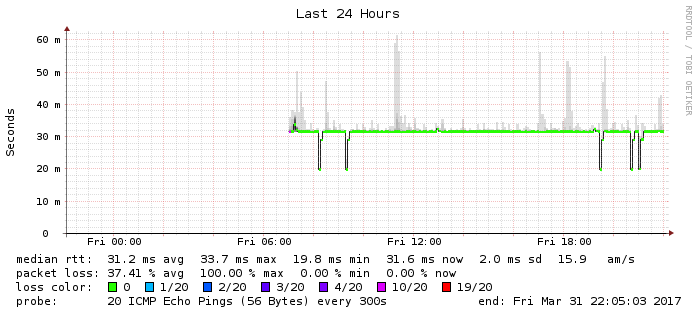 Last 24 Hours
RRDTOOL / TOBI OETIKER
Seconds
60 m
50 m
40 m
30 m
20 m
10 m
0
Fri 00:00 Fri 06:00 Fri 12:00 Fri 18:00
median rtt: 31.2 ms avg 33.7 ms max 19.8 ms min 31.6 ms now 2.0 ms sd 15.9 am/s
packet loss: 37.41 % avg 100.00 % max 0.00 % min 0.00 % now
loss color: 0 1/20 2/20 3/20 4/20 10/20 19/20
probe: 20 ICMP Echo Pings (56 Bytes) every 300s end: Fri Mar 31 22:05:03 2017